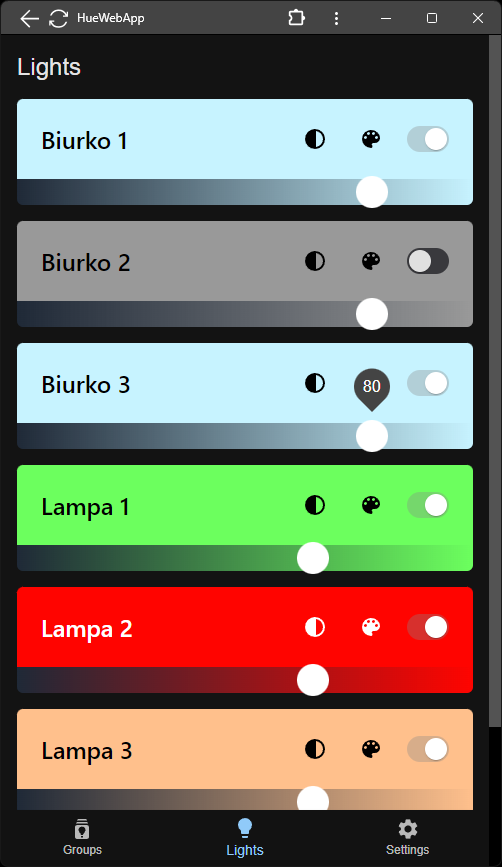 HueWebApp
Lights
Biurko 1
Biurko 2
Biurko 3
80
Lampa 1
Lampa 2
Lampa 3
Groups
Lights
Settings